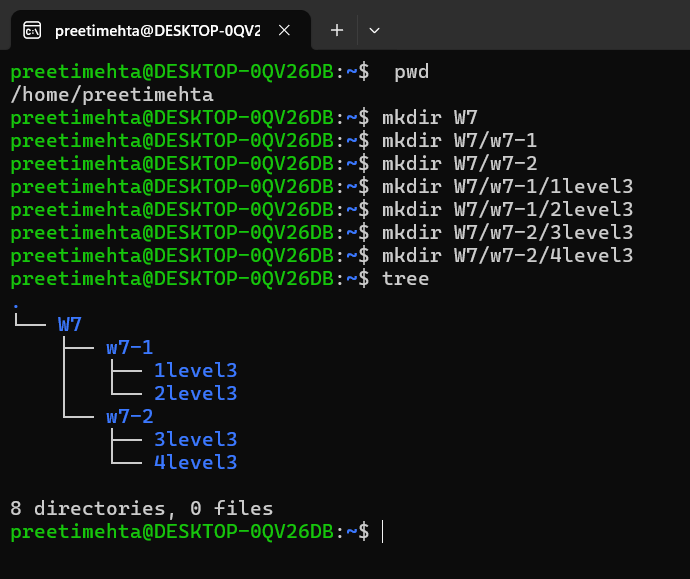 preetimehta@DESKTOP-0QV2
preetimehta@DESKTOP-0QV26DB:~$  pwd
/home/preetimehta
preetimehta@DESKTOP-0QV26DB:~$ mkdir W7
preetimehta@DESKTOP-0QV26DB:~$ mkdir W7/w7-1
preetimehta@DESKTOP-0QV26DB:~$ mkdir W7/w7-2
preetimehta@DESKTOP-0QV26DB:~$ mkdir W7/w7-1/1level3
preetimehta@DESKTOP-0QV26DB:~$ mkdir W7/w7-1/2level3
preetimehta@DESKTOP-0QV26DB:~$ mkdir W7/w7-2/3level3
preetimehta@DESKTOP-0QV26DB:~$ mkdir W7/w7-2/4level3
preetimehta@DESKTOP-0QV26DB:~$ tree
.
└── W7
    ├── w7-1
    │   ├── 1level3
    │   └── 2level3
    └── w7-2
        ├── 3level3
        └── 4level3

8 directories, 0 files
preetimehta@DESKTOP-0QV26DB:~$